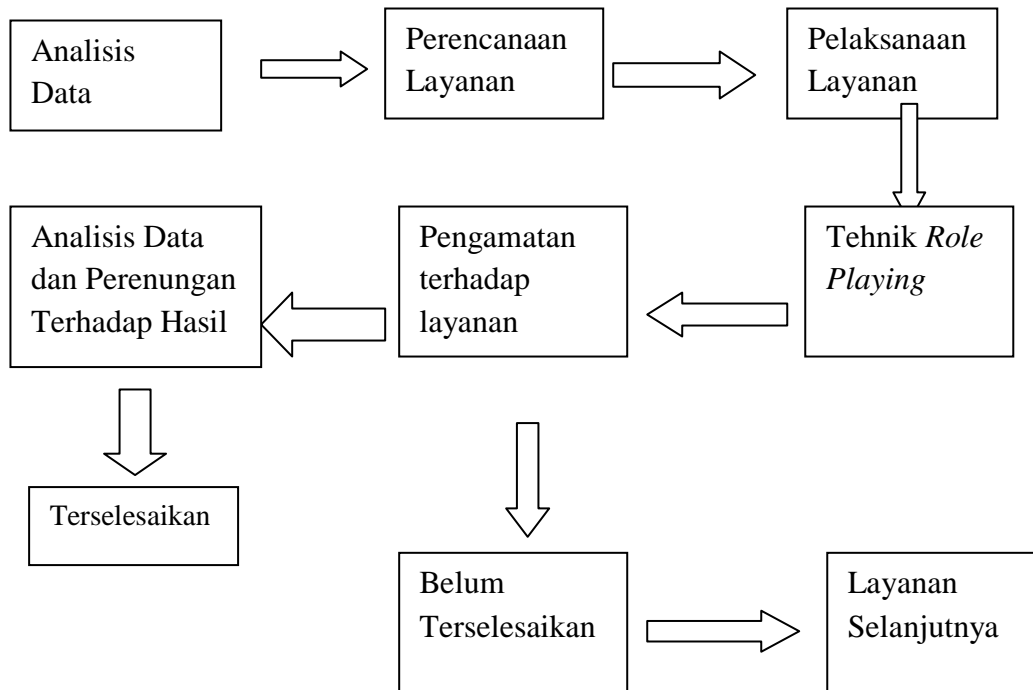 Analisis
Data
Perencanaan
Layanan
Pelaksanaan
Layanan
Analisis Data
dan Perenungan
Terhadap Hasil
Pengamatan
terhadap
layanan
Tehnik Role
Playing
Terselesaikan
Belum
Terselesaikan
Layanan
Selanjutnya